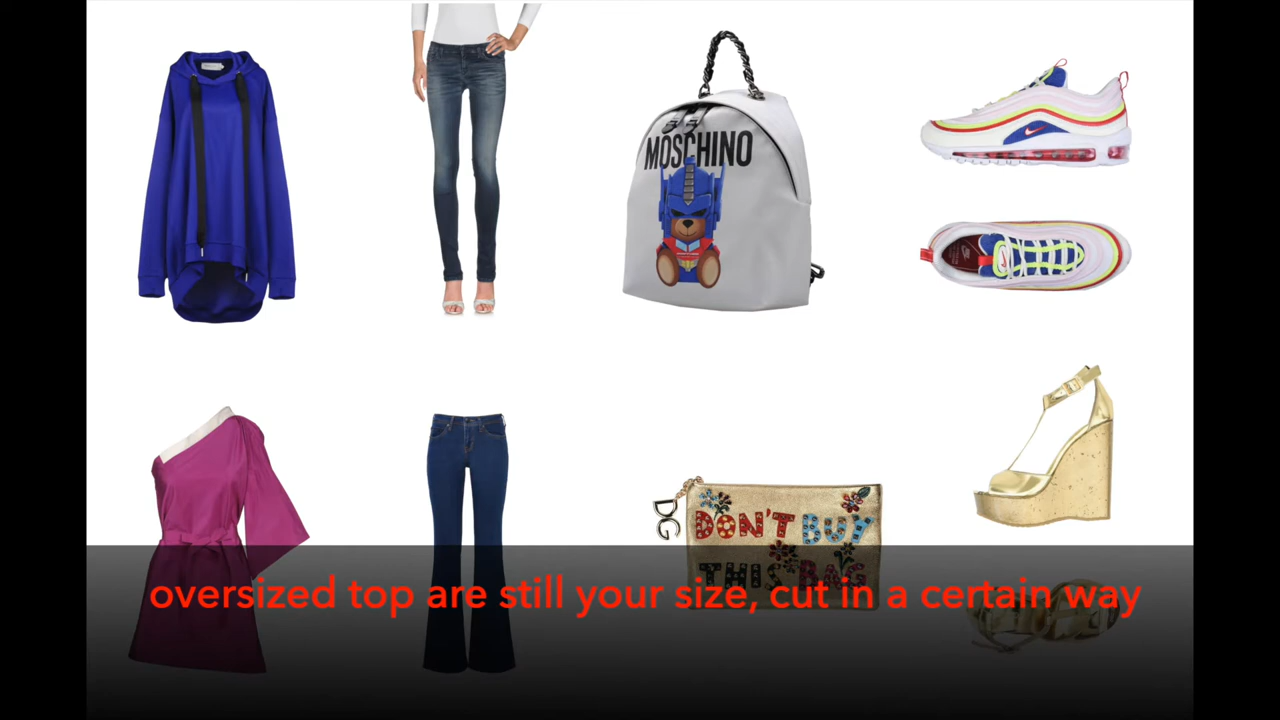 MOSCHINO
DG
DON'T BUY
THIS BAG
oversized top are still your size, cut in a certain way